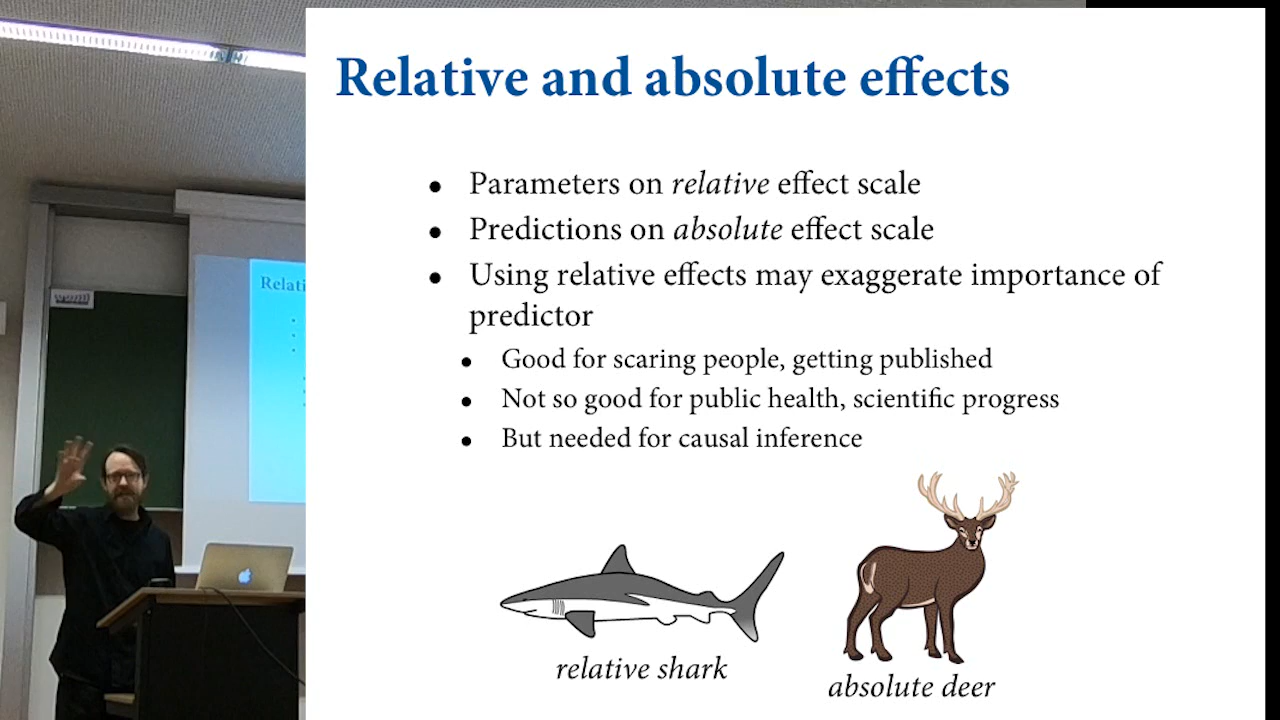 Relative and absolute effects
• Parameters on relative effect scale
• Predictions on absolute effect scale
• Using relative effects may exaggerate importance of
predictor
• Good for scaring people, getting published
• Not so good for public health, scientific progress
• But needed for causal inference
relative shark
absolute deer
Relati